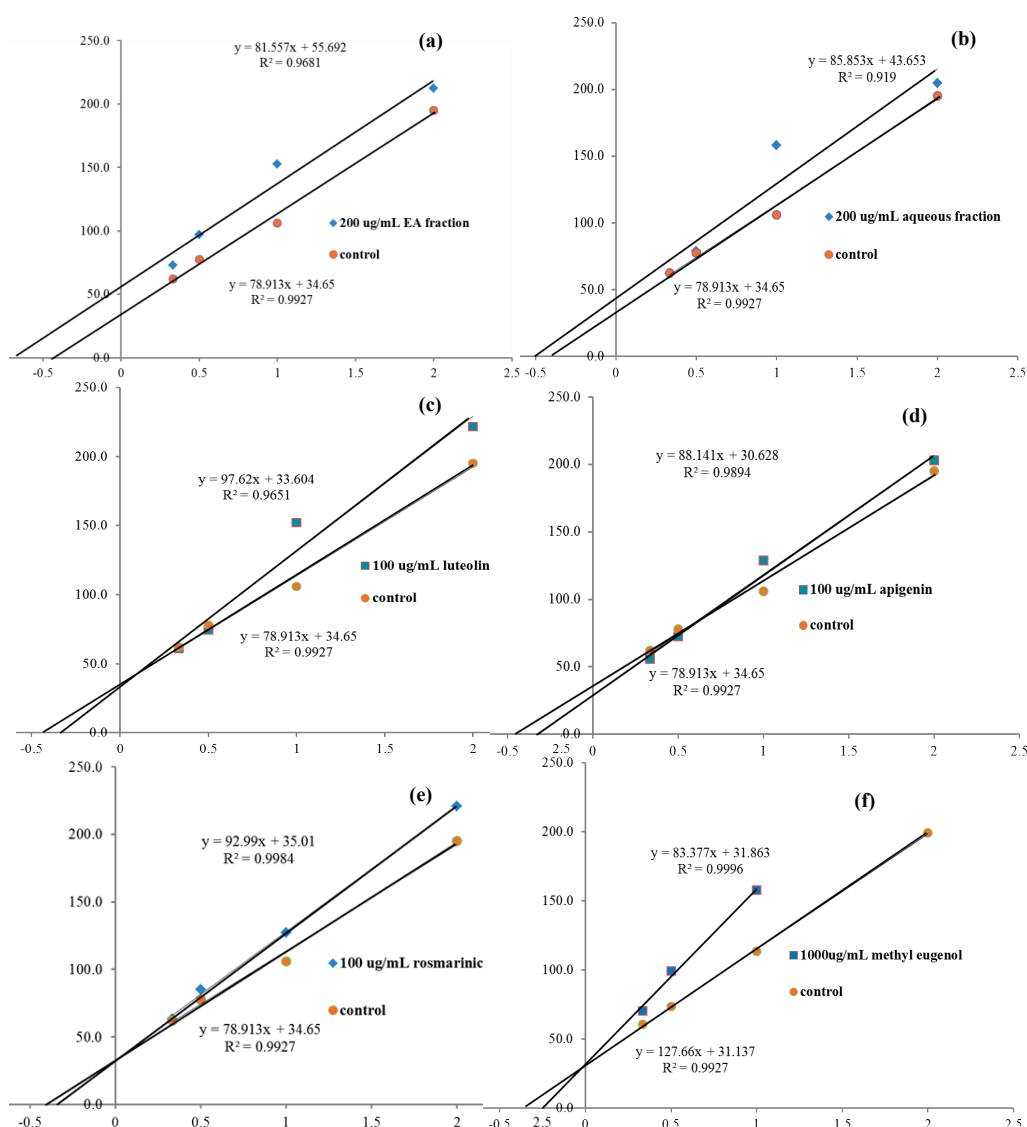 (a)
250.0
y = 81.557x + 55.692
R² = 0.9681
200.0
150.0
200 ug/mL EA fraction
100.0
control
y = 78.913x + 34.65
R² = 0.9927
50.0
0.0
-0.5 0 0.5 1 1.5 2 2.5
(b)
250.0
y = 85.853x + 43.653
R² = 0.919
200.0
150.0
200 ug/mL aqueous fraction
100.0
control
y = 78.913x + 34.65
R² = 0.9927
50.0
0.0
-0.5 0 0.5 1 1.5 2 2.5
(c)
250.0
200.0
y = 97.62x + 33.604
R² = 0.9651
150.0
100 ug/mL luteolin
100.0
control
y = 78.913x + 34.65
R² = 0.9927
50.0
0.0
-0.5 0 0.5 1 1.5 2 2.5
(d)
250.0
y = 88.141x + 30.628
R² = 0.9894
200.0
150.0
100 ug/mL apigenin
100.0
control
y = 78.913x + 34.65
R² = 0.9927
50.0
0.0
-0.5 0 0.5 1 1.5 2 2.5
(e)
250.0
200.0
y = 92.99x + 35.01
R² = 0.9984
150.0
100 ug/mL rosmarinic
100.0
control
y = 78.913x + 34.65
R² = 0.9927
50.0
0.0
-0.5 0 0.5 1 1.5 2 2.5
(f)
250.0
200.0
y = 83.377x + 31.863
R² = 0.9996
150.0
1000ug/mL methyl eugenol
100.0
control
y = 127.66x + 31.137
R² = 0.9927
50.0
0.0
-0.5 0 0.5 1 1.5 2 2.5